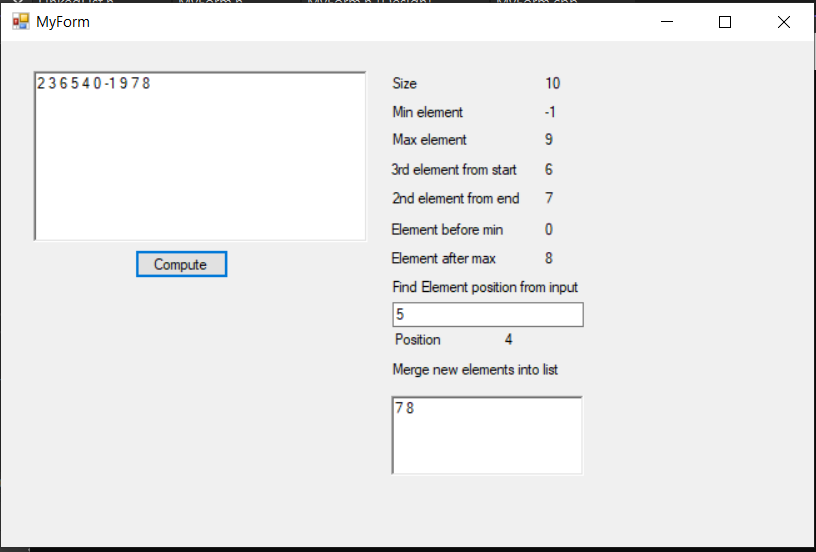 MyForm
2 3 6 5 4 0 -1 9 7 8
Compute
Size 10
Min element -1
Max element 9
3rd element from start 6
2nd element from end 7
Element before min 0
Element after max 8
Find Element position from input
5
Position 4
Merge new elements into list
7 8